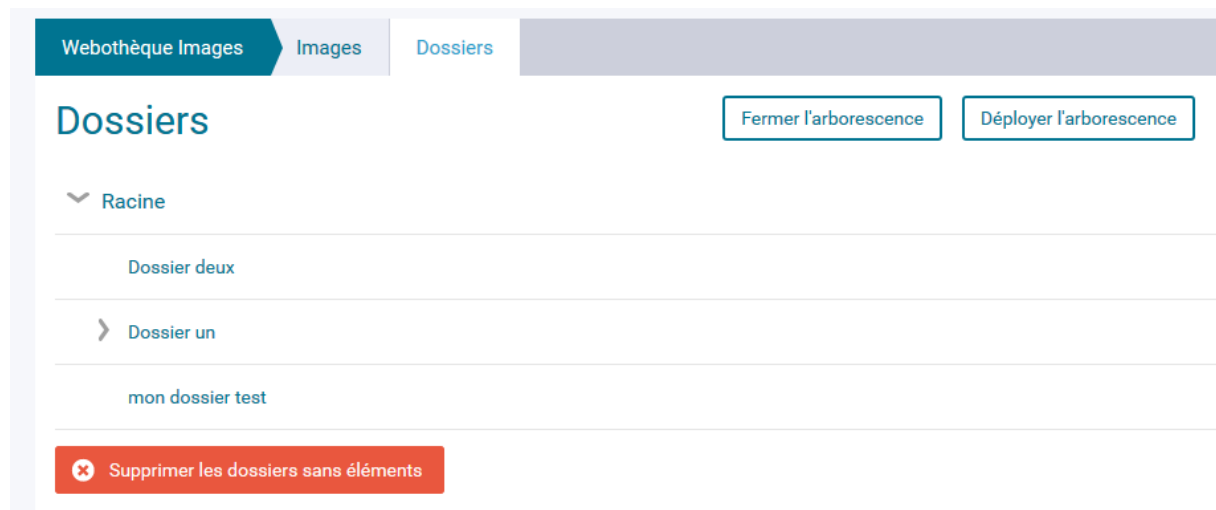 Webothèque Images Images Dossiers
Dossiers Fermer l'arborescence Déployer l'arborescence
Racine
Dossier deux
Dossier un
mon dossier test
Supprimer les dossiers sans éléments